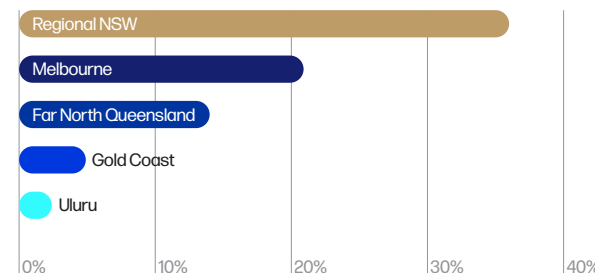 Regional NSW
Melbourne
Far North Queensland
Gold Coast
Uluru
0% 10% 20% 30% 40%